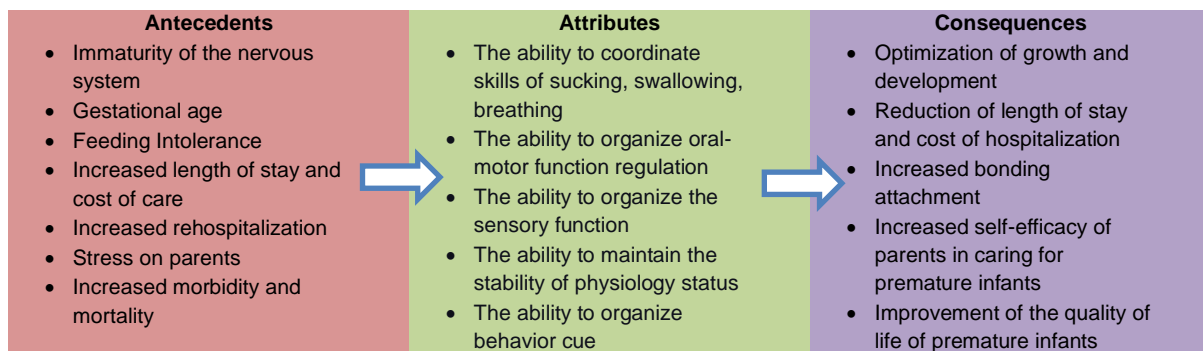 Antecedents
• Immaturity of the nervous
system
• Gestational age
• Feeding Intolerance
• Increased length of stay and
cost of care
• Increased rehospitalization
• Stress on parents
• Increased morbidity and
mortality
Attributes
• The ability to coordinate
skills of sucking, swallowing,
breathing
• The ability to organize oral-
motor function regulation
• The ability to organize the
sensory function
• The ability to maintain the
stability of physiology status
• The ability to organize
behavior cue
Consequences
• Optimization of growth and
development
• Reduction of length of stay
and cost of hospitalization
• Increased bonding
attachment
• Increased self-efficacy of
parents in caring for
premature infants
• Improvement of the quality of
life of premature infants